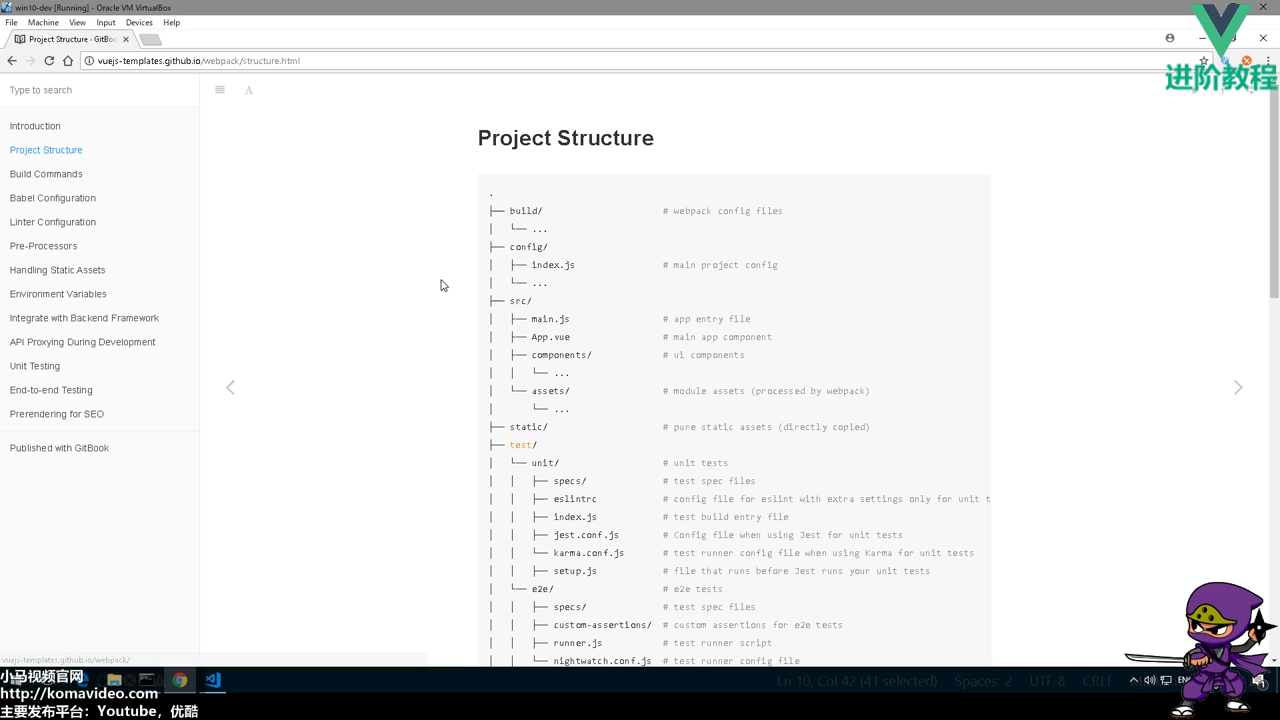 win10-dev [Running] - Oracle VM VirtualBox
File Machine View Input Devices Help
Project Structure - GitBo
vuejs-templates.github.io/webpack/structure.html
进阶教程
Type to search
A
Introduction
Project Structure
Build Commands
Babel Configuration
Linter Configuration
Pre-Processors
Handling Static Assets
Environment Variables
Integrate with Backend Framework
API Proxying During Development
Unit Testing
End-to-end Testing
Prerendering for SEO
Published with GitBook
Project Structure
.
├── build/ # webpack config files
│ └── ...
├── config/
│ ├── index.js # main project config
│ └── ...
├── src/
│ ├── main.js # app entry file
│ ├── App.vue # main app component
│ ├── components/ # ui components
│ │ └── ...
│ └── assets/ # module assets (processed by webpack)
│ └── ...
├── static/ # pure static assets (directly copied)
├── test/
│ └── unit/ # unit tests
│ │ ├── specs/ # test spec files
│ │ ├── eslintrc # config file for eslint with extra settings only for unit t
│ │ ├── index.js # test build entry file
│ │ ├── jest.conf.js # Config file when using Jest for unit tests
│ │ └── karma.conf.js # test runner config file when using Karma for unit tests
│ │ ├── setup.js # file that runs before Jest runs your unit tests
│ └── e2e/ # e2e tests
│ │ ├── specs/ # test spec files
│ │ ├── custom-assertions/ # custom assertions for e2e tests
│ │ ├── runner.js # test runner script
│ │ └── nightwatch.conf.js # test runner config file
vuejs-templates.github.io/webpack/
小马视频官网
http://komavideo.com
主要发布平台：Youtube，优酷
Ln 10, Col 42 (41 selected) Spaces: 2 UTF-8 CRLF
ENG